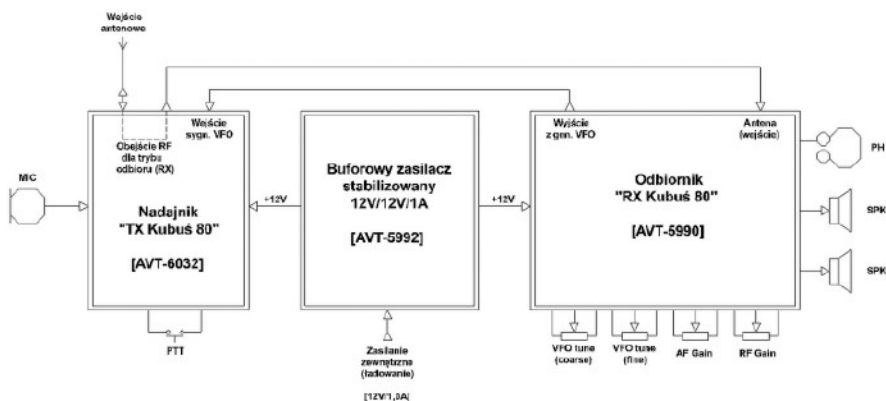 Wejście
antenowe
Wejście
sygn. VFO
Obejście RF
dla trybu
odbioru (RX)
Nadajnik
"TX Kubuś 80"
[AVT-6032]
MIC
PTT
+12V
Buforowy zasilacz
stabilizowany
12V/12V/1A
[AVT-5992]
Zasilanie
zewnętrzne
(ładowanie)
[12V/1,0A]
+12V
Wyjście
z gen. VFO
Antena
(wejście)
Odbiornik
"RX Kubuś 80"
[AVT-5990]
PH
SPK
SPK
VFO tune
(coarse)
VFO tune
(fine)
AF Gain
RF Gain